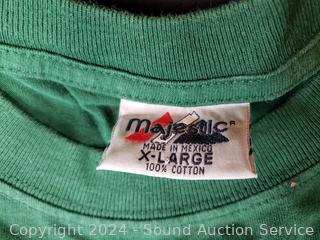 majestic®
MADE IN MEXICO
X-LARGE
100% COTTON
Copyright 2024 - Sound Auction Service